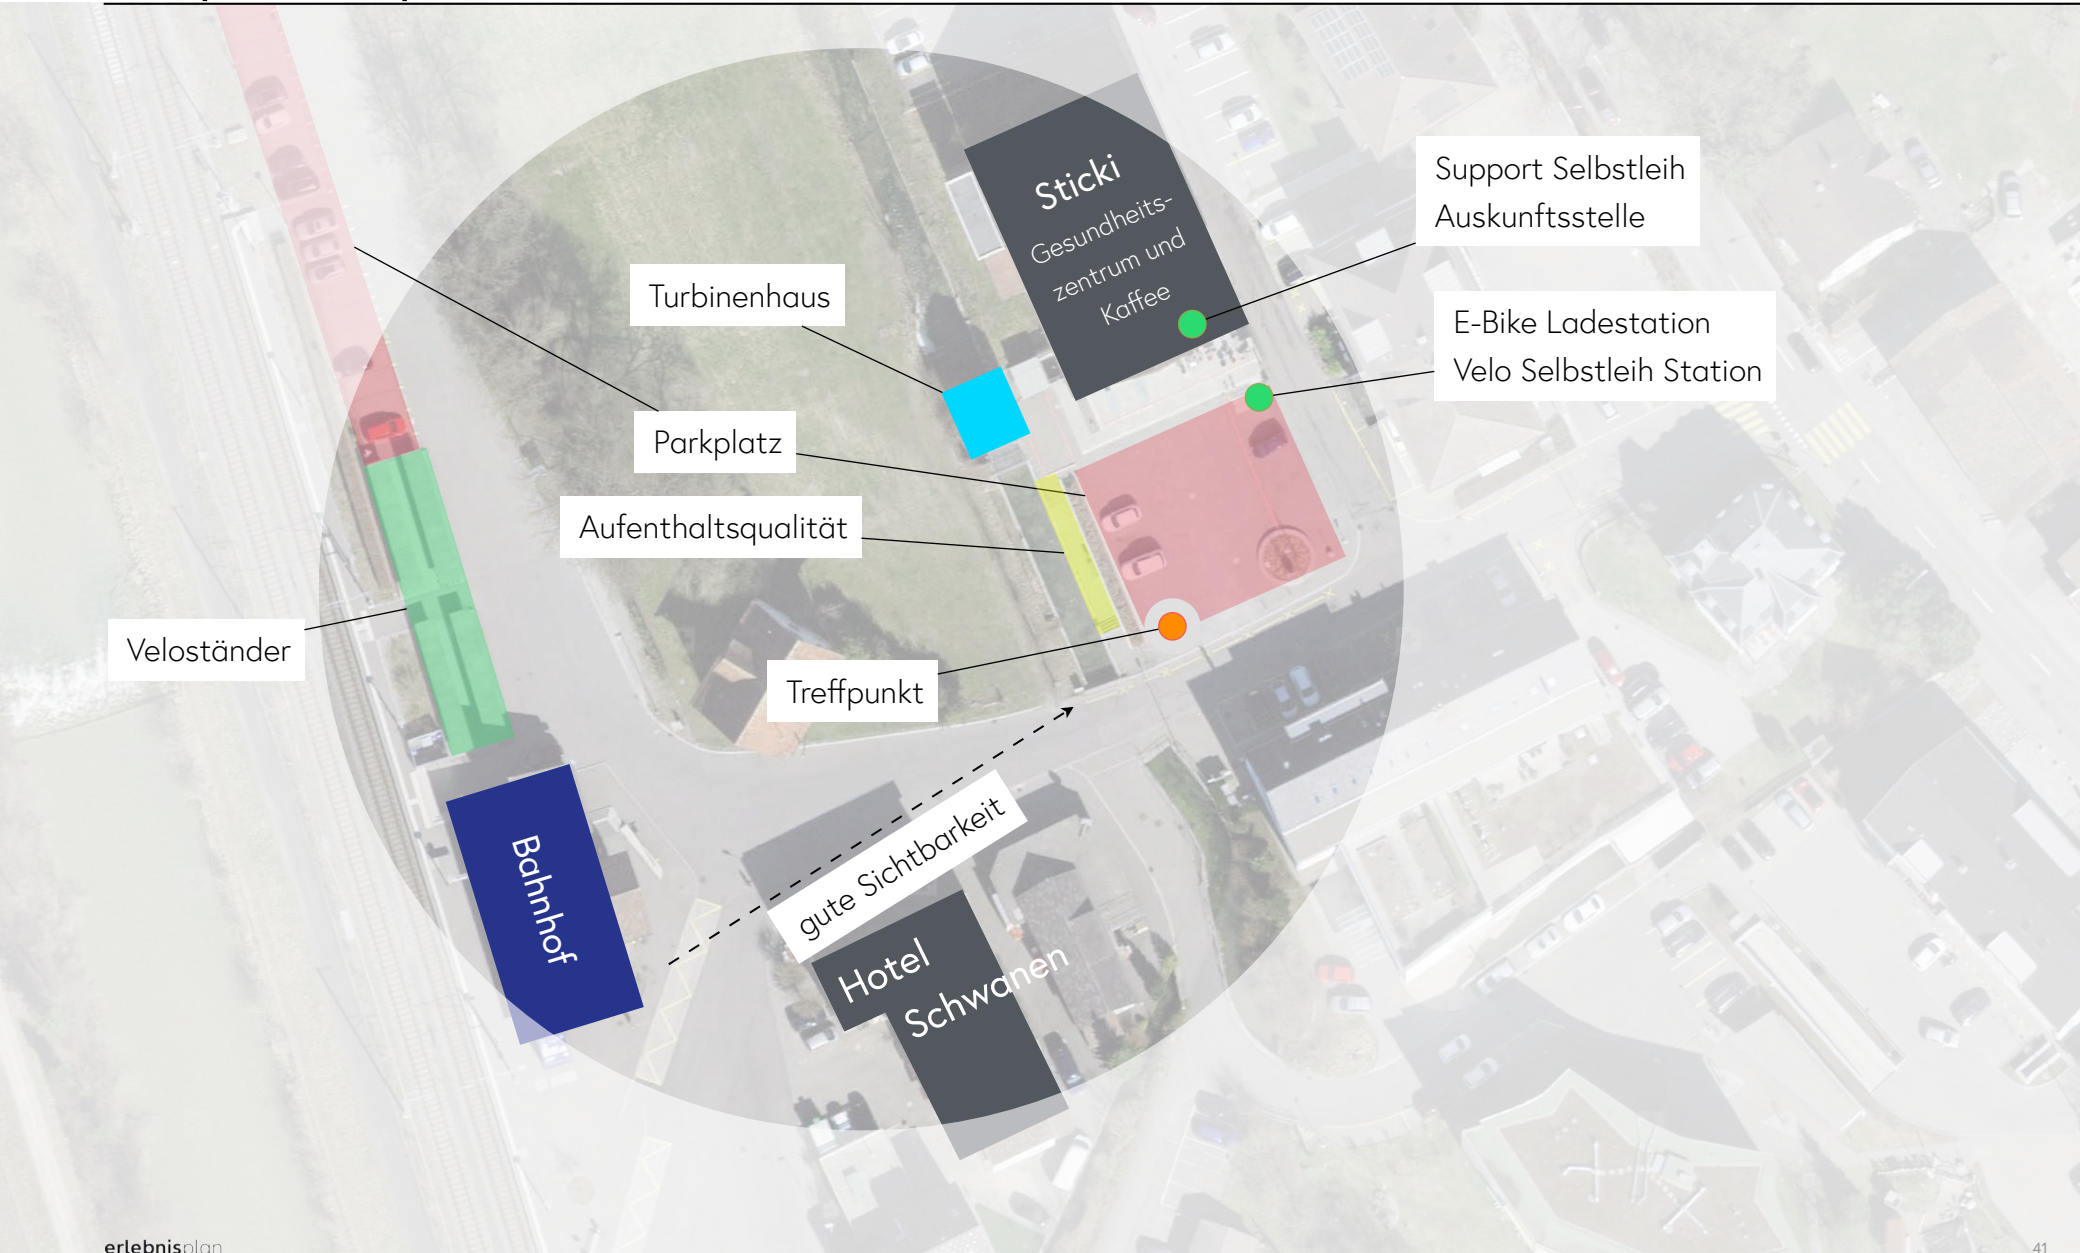 Sticki
Gesundheits-
zentrum und
Kaffee
Support Selbstleih
Auskunftsstelle
Turbinenhaus
E-Bike Ladestation
Velo Selbstleih Station
Parkplatz
Aufenthaltsqualität
Veloständer
Treffpunkt
gute Sichtbarkeit
Bahnhof
Hotel
Schwanen
erlebnisplan
41